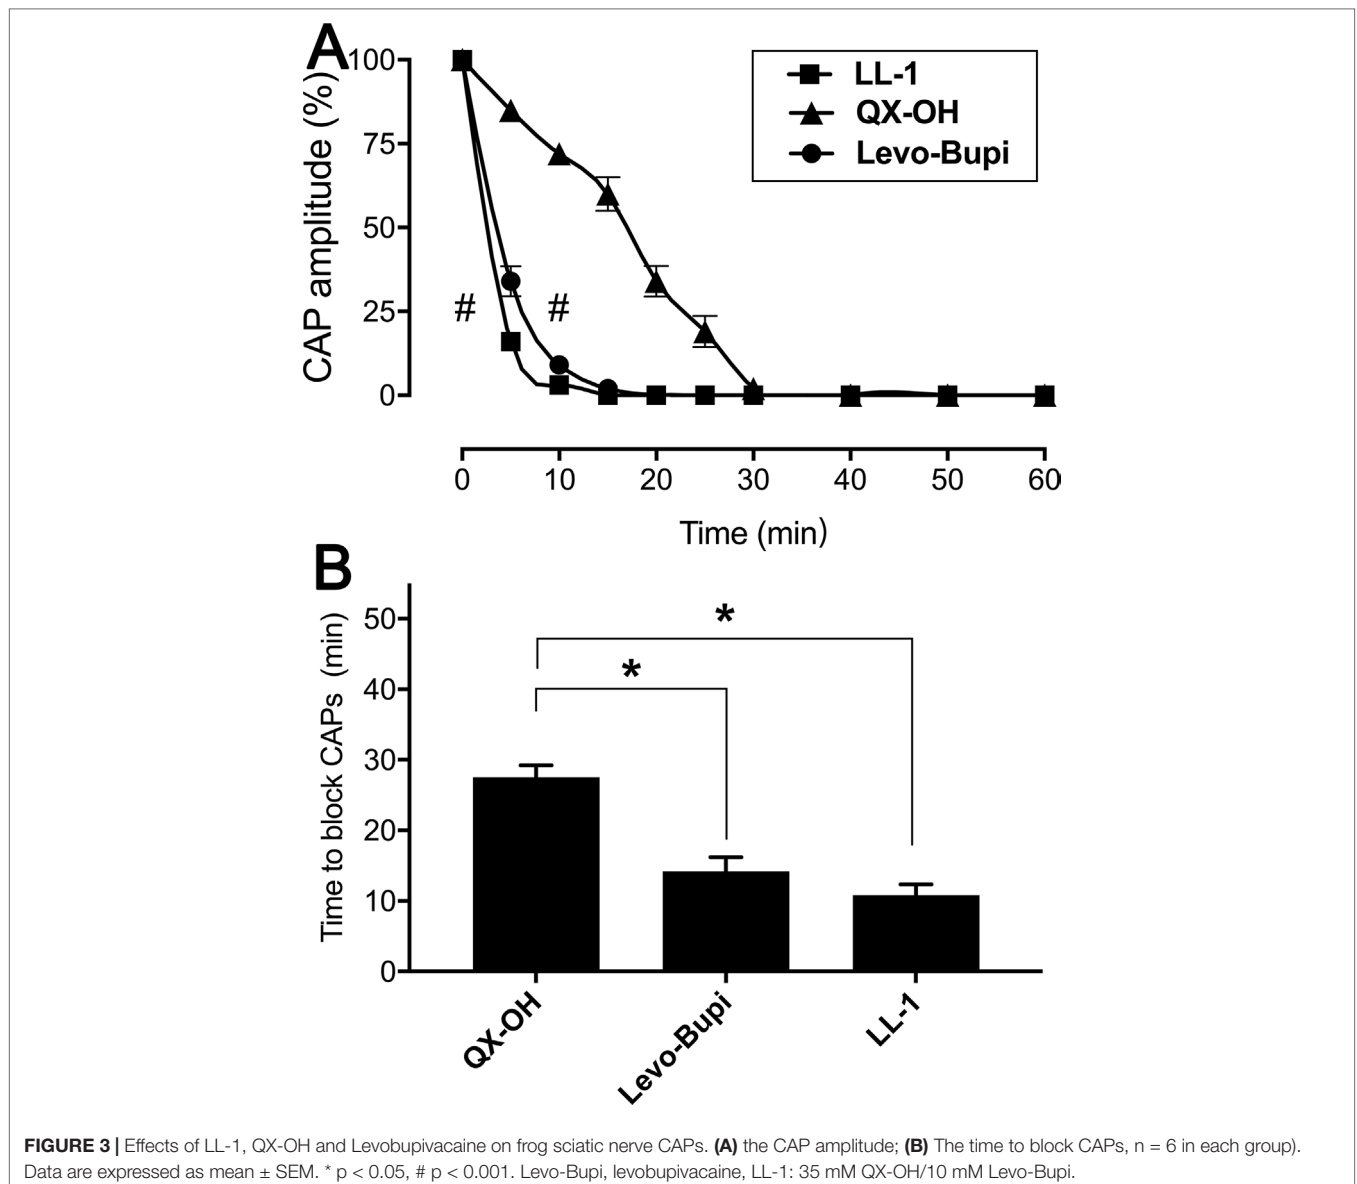 A
CAP amplitude (%)
100
75
50
25
0
LL-1
QX-OH
Levo-Bupi
# #
0 10 20 30 40 50 60
Time (min)
B
Time to block CAPs (min)
50
40
30
20
10
0
*
*
QX-OH Levo-Bupi LL-1
FIGURE 3 | Effects of LL-1, QX-OH and Levobupivacaine on frog sciatic nerve CAPs. (A) the CAP amplitude; (B) The time to block CAPs, n = 6 in each group).
Data are expressed as mean ± SEM. * p < 0.05, # p < 0.001. Levo-Bupi, levobupivacaine, LL-1: 35 mM QX-OH/10 mM Levo-Bupi.